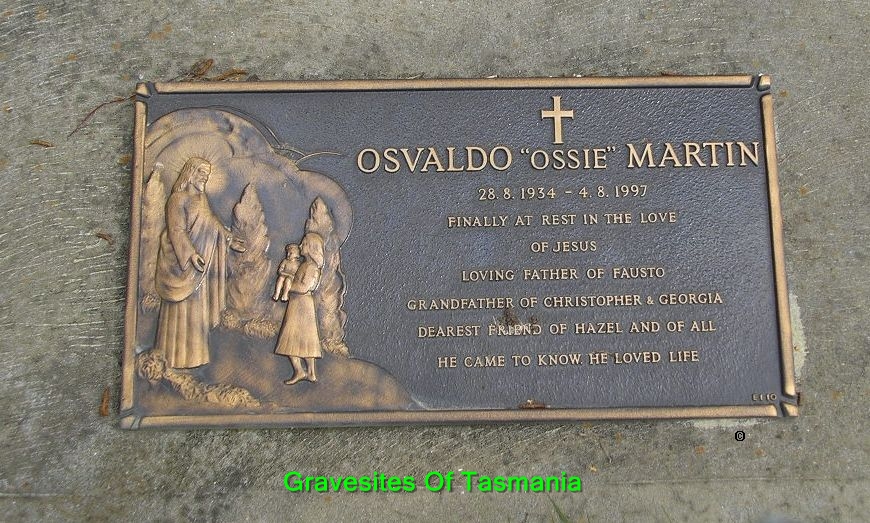 OSVALDO "OSSIE" MARTIN
28. 8. 1934 - 4. 8. 1997
FINALLY AT REST IN THE LOVE
OF JESUS
LOVING FATHER OF FAUSTO
GRANDFATHER OF CHRISTOPHER & GEORGIA
DEAREST FRIEND OF HAZEL AND OF ALL
HE CAME TO KNOW. HE LOVED LIFE
E110
©
Gravesites Of Tasmania